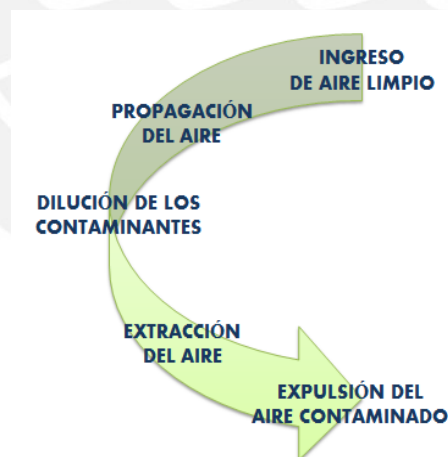 INGRESO
DE AIRE LIMPIO
PROPAGACIÓN
DEL AIRE
DILUCIÓN DE LOS
CONTAMINANTES
EXTRACCIÓN
DEL AIRE
EXPULSIÓN DEL
AIRE CONTAMINADO